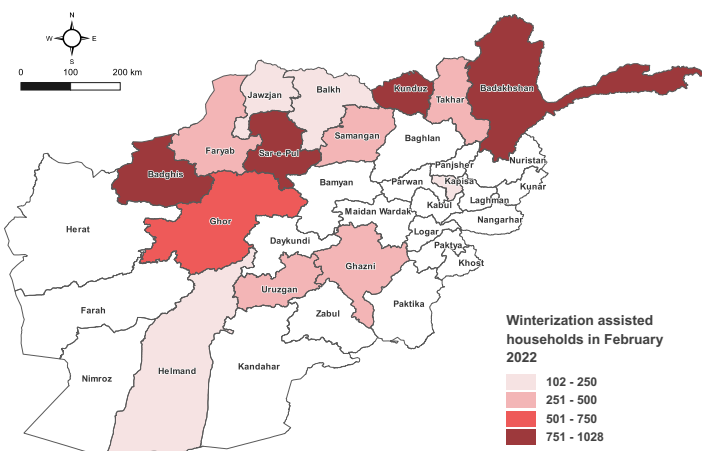 N
W E
S
0 100 200 km
Jawzjan
Balkh
Kunduz
Takhar
Badakhshan
Faryab
Sar-e-Pul
Samangan
Baghlan
Badghis
Panjsher
Nuristan
Bamyan
Parwan
Kapisa
Kunar
Laghman
Kabul
Ghor
Maidan Wardak
Nangarhar
Herat
Daykundi
Logar
Paktya
Ghazni
Khost
Uruzgan
Paktika
Farah
Zabul
Helmand
Kandahar
Nimroz
Winterization assisted
households in February
2022
102 - 250
251 - 500
501 - 750
751 - 1028